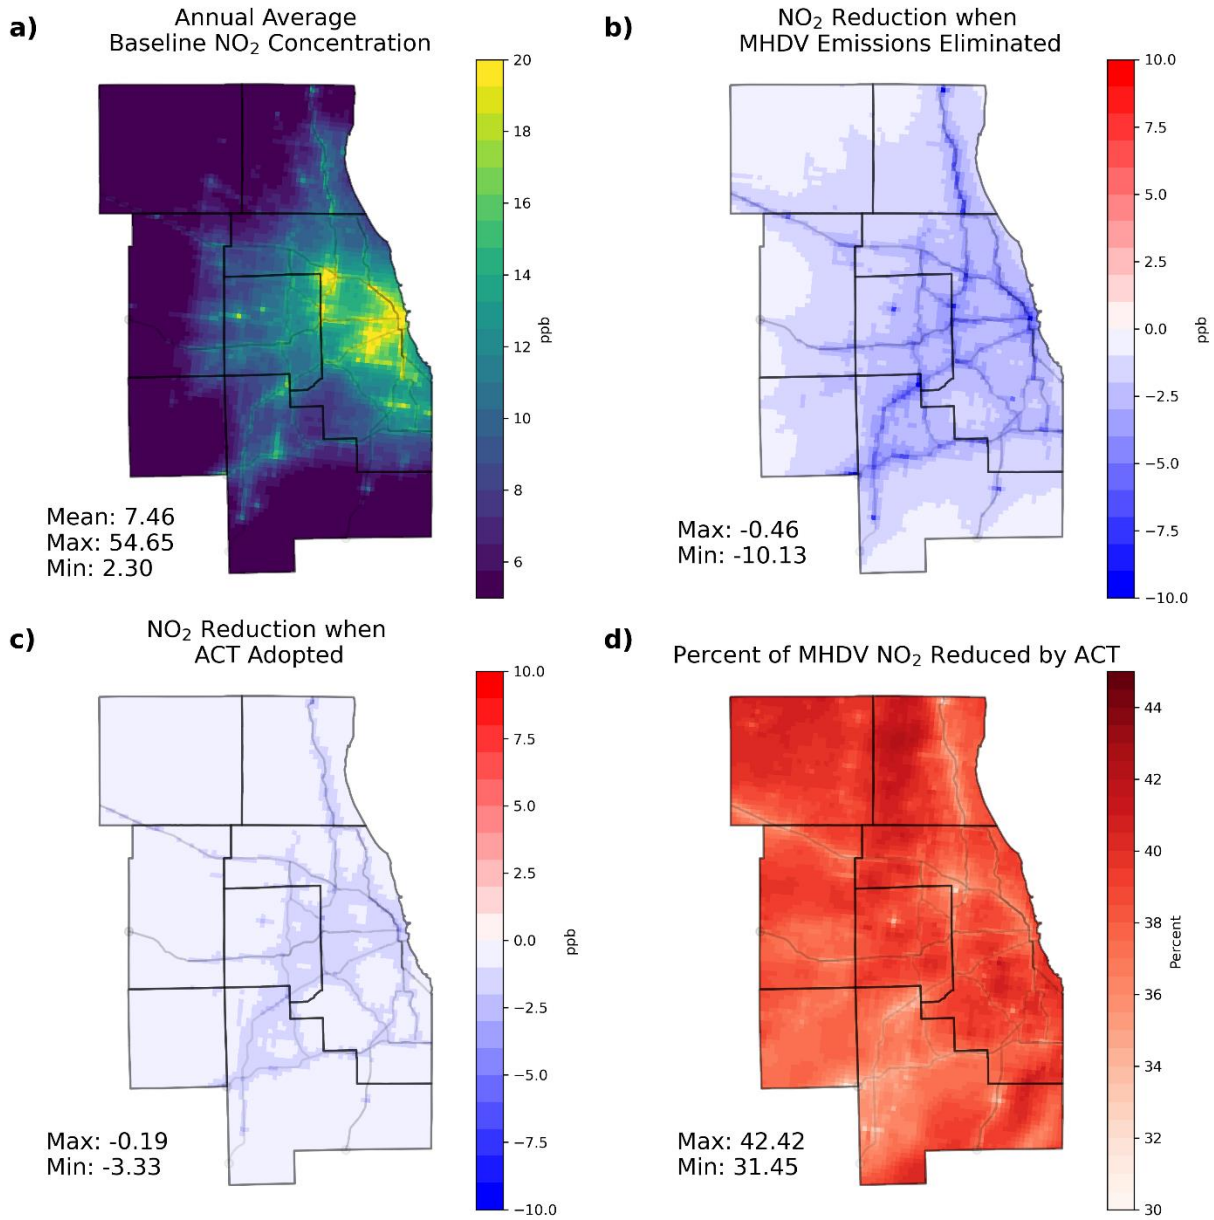 a)
Annual Average
Baseline NO₂ Concentration
20
18
16
14
12
10
8
6
ppb
Mean: 7.46
Max: 54.65
Min: 2.30
b)
NO₂ Reduction when
MHDV Emissions Eliminated
10.0
7.5
5.0
2.5
0.0
−2.5
−5.0
−7.5
−10.0
ppb
Max: -0.46
Min: -10.13
c)
NO₂ Reduction when
ACT Adopted
10.0
7.5
5.0
2.5
0.0
−2.5
−5.0
−7.5
−10.0
ppb
Max: -0.19
Min: -3.33
d)
Percent of MHDV NO₂ Reduced by ACT
44
42
40
38
36
34
32
30
Percent
Max: 42.42
Min: 31.45